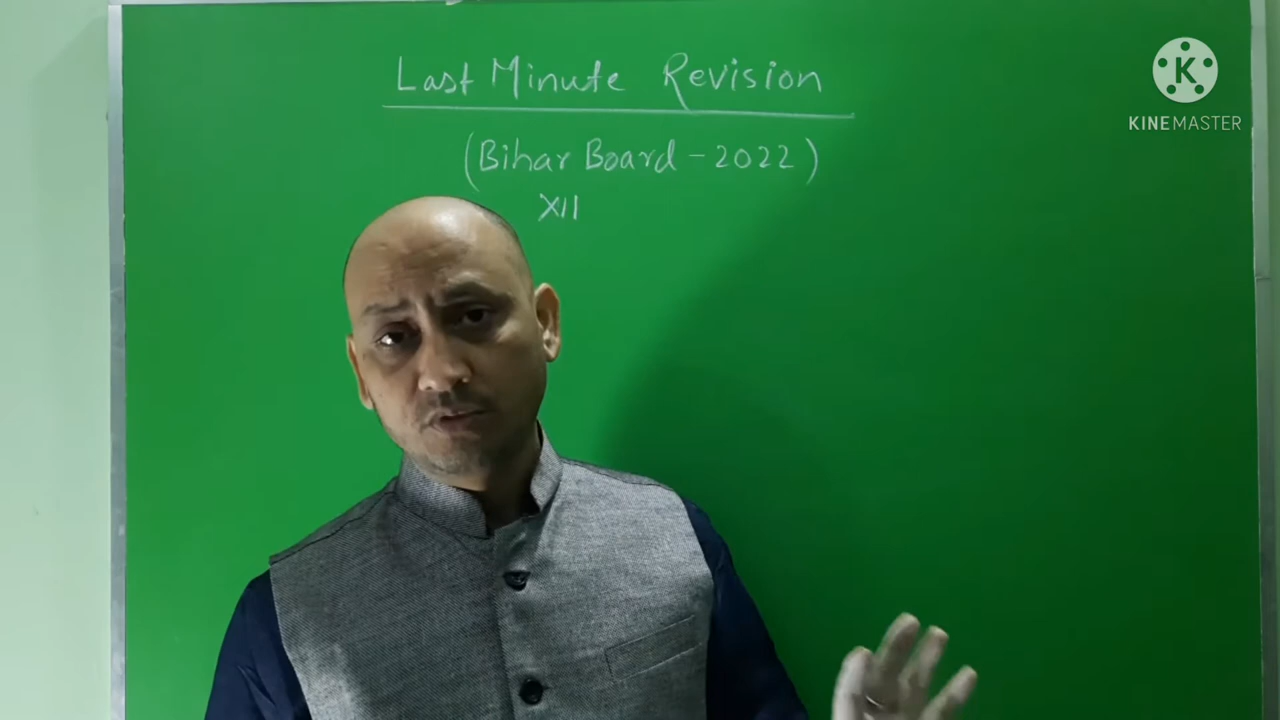 Last Minute Revision
(Bihar Board - 2022)
XII
K
KINEMASTER